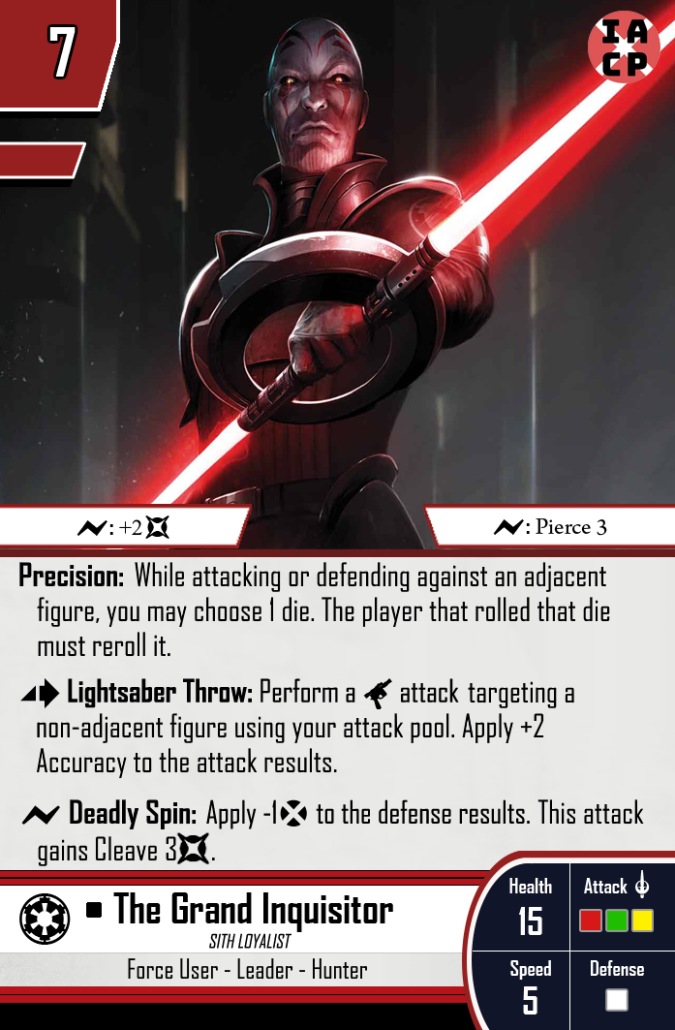 7
IA
CP
: +2
: Pierce 3
Precision: While attacking or defending against an adjacent
figure, you may choose 1 die. The player that rolled that die
must reroll it.
Lightsaber Throw: Perform a attack targeting a
non-adjacent figure using your attack pool. Apply +2
Accuracy to the attack results.
Deadly Spin: Apply -1 to the defense results. This attack
gains Cleave 3.
The Grand Inquisitor
SITH LOYALIST
Force User - Leader - Hunter
Health
15
Attack
Speed
5
Defense